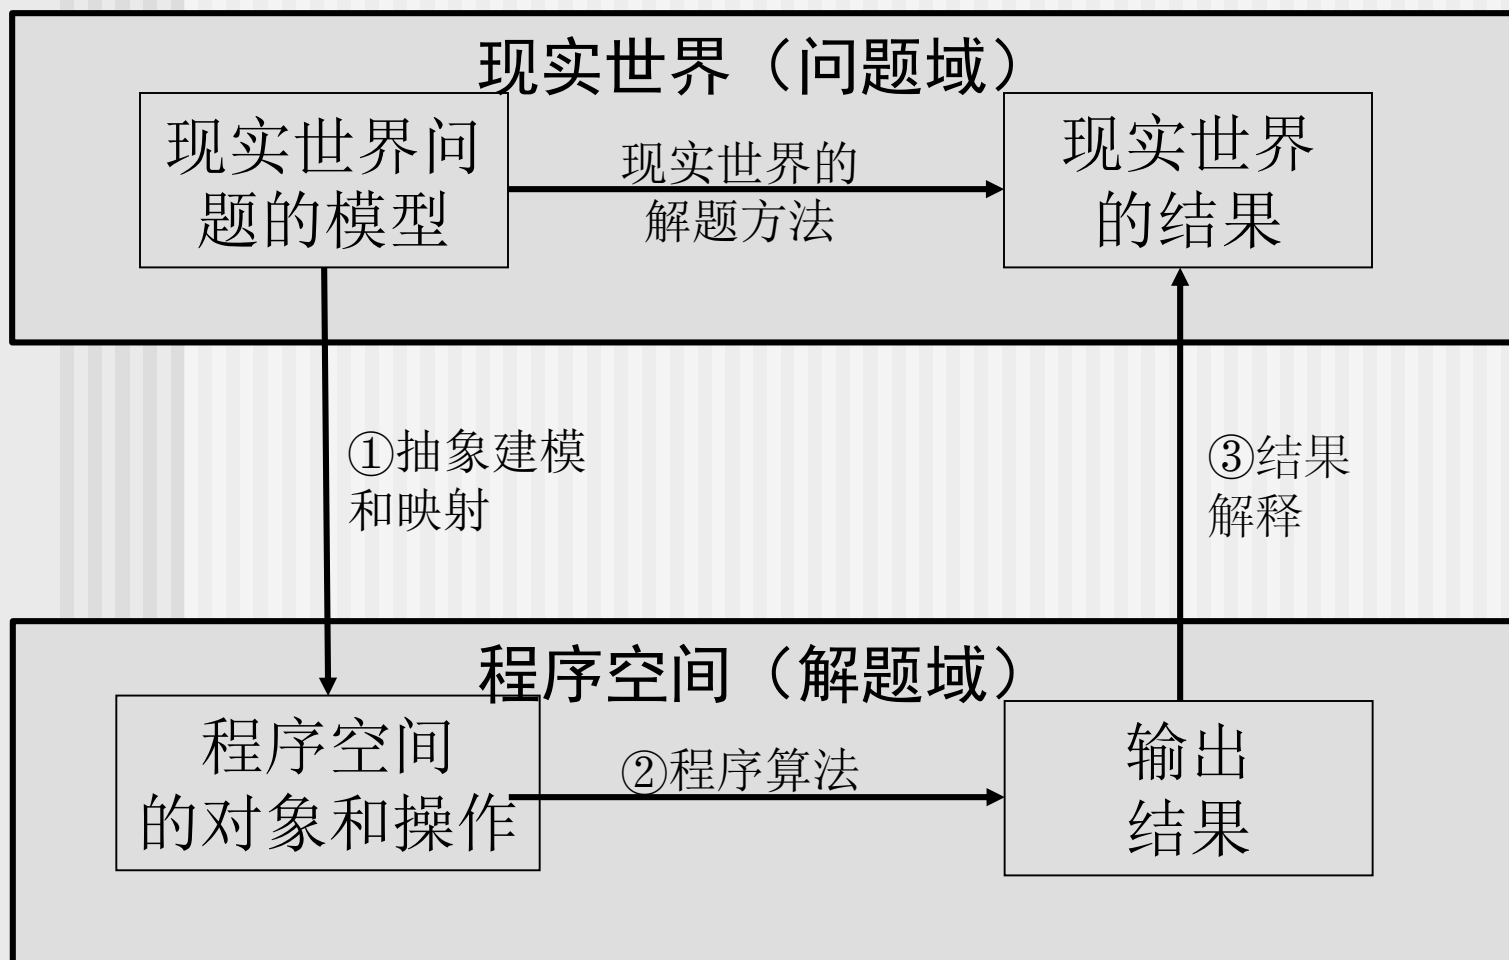 现实世界（问题域）
现实世界问
题的模型
现实世界的
解题方法
现实世界
的结果
①抽象建模
和映射
③结果
解释
程序空间（解题域）
程序空间
的对象和操作
②程序算法
输出
结果